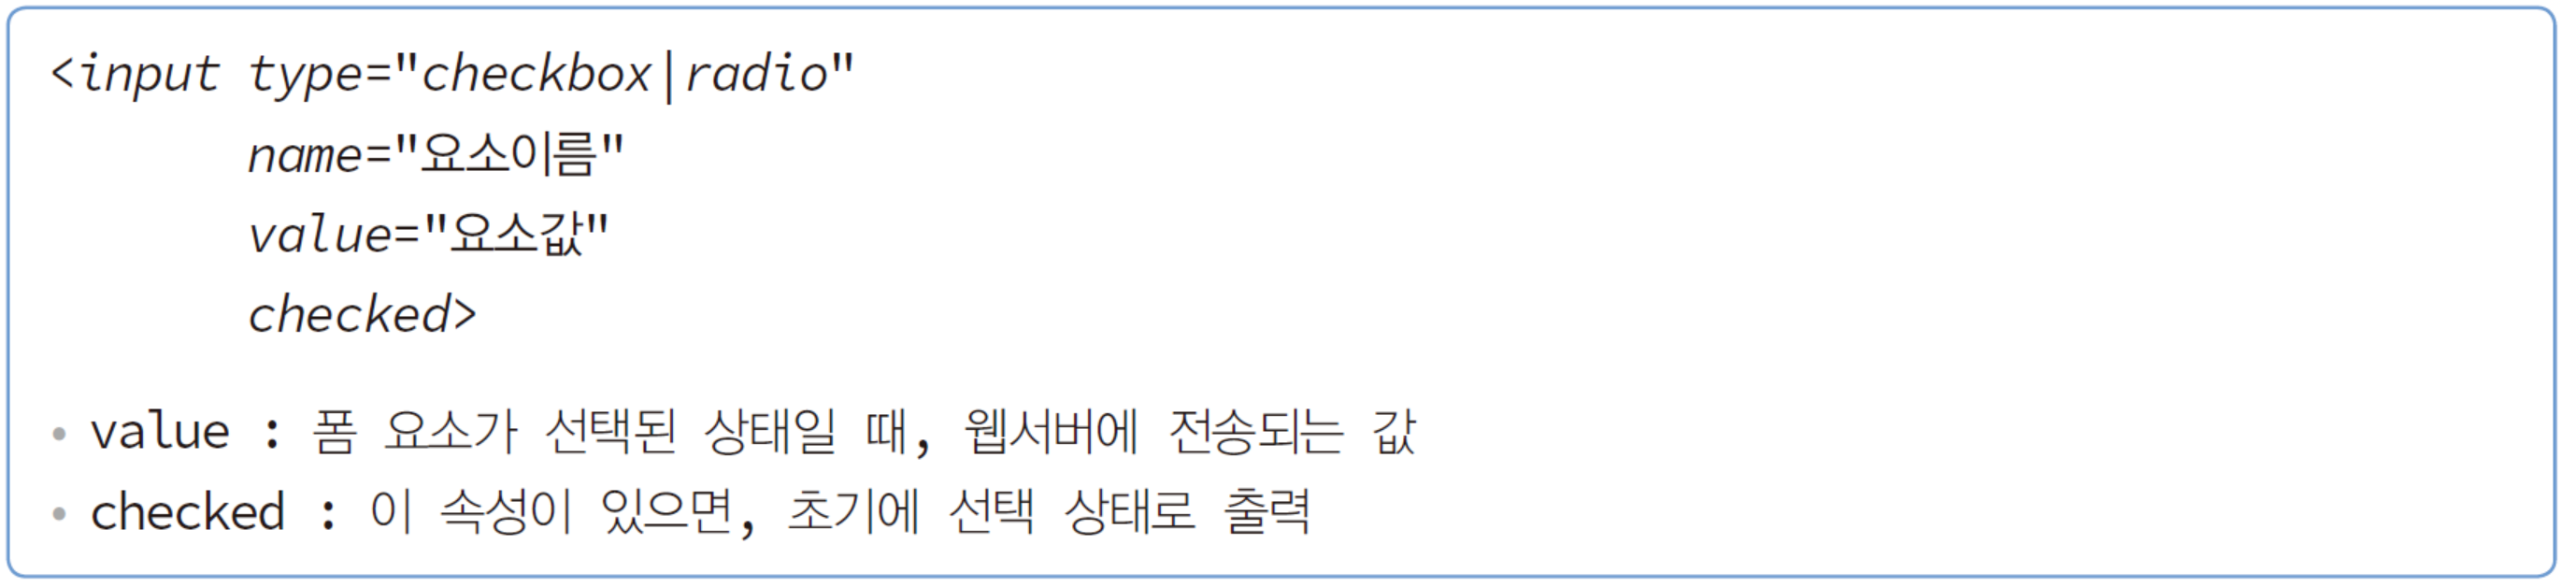 <input type="checkbox|radio"
name="요소이름"
value="요소값"
checked>
• value : 폼 요소가 선택된 상태일 때, 웹서버에 전송되는 값
• checked : 이 속성이 있으면, 초기에 선택 상태로 출력